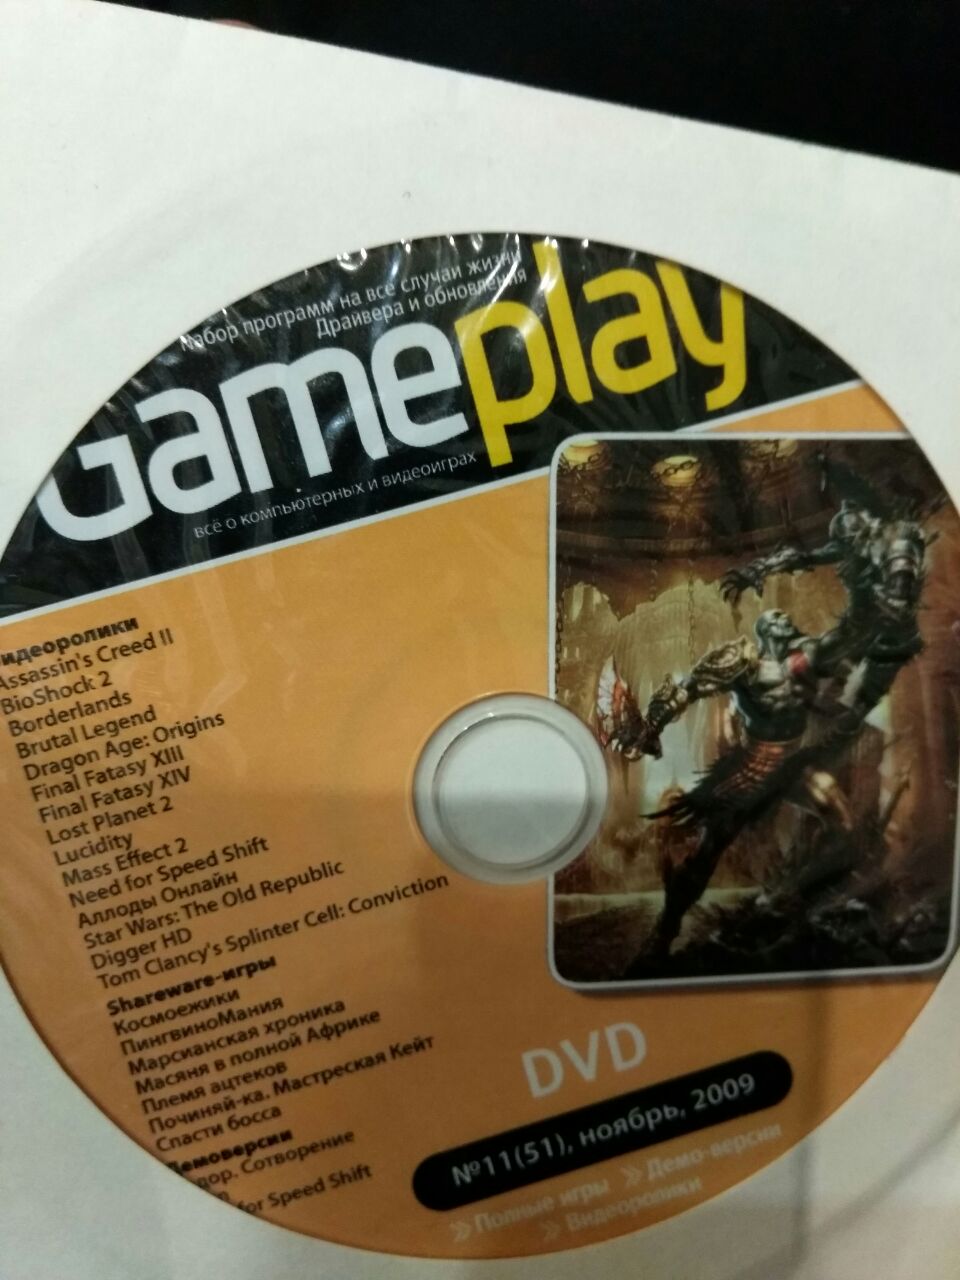 Набор программ на все случаи жизни
Драйвера и обновления
Gameplay
всё о компьютерных и видеоиграх
идеоролики
Assassin's Creed II
BioShock 2
Borderlands
Brutal Legend
Dragon Age: Origins
Final Fatasy XIII
Final Fatasy XIV
Lost Planet 2
Lucidity
Mass Effect 2
Need for Speed Shift
Аллоды Онлайн
Star Wars: The Old Republic
Digger HD
Tom Clancy's Splinter Cell: Conviction
Shareware-игры
Космоежики
ПингвиноМания
Марсианская хроника
Масяня в полной Африке
Племя ацтеков
Починяй-ка. Мастреская Кейт
Спасти босса
Демоверсии
дор. Сотворение
for Speed Shift
DVD
№11(51), ноябрь, 2009
» Полные игры » Демо-версии
» Видеоролики